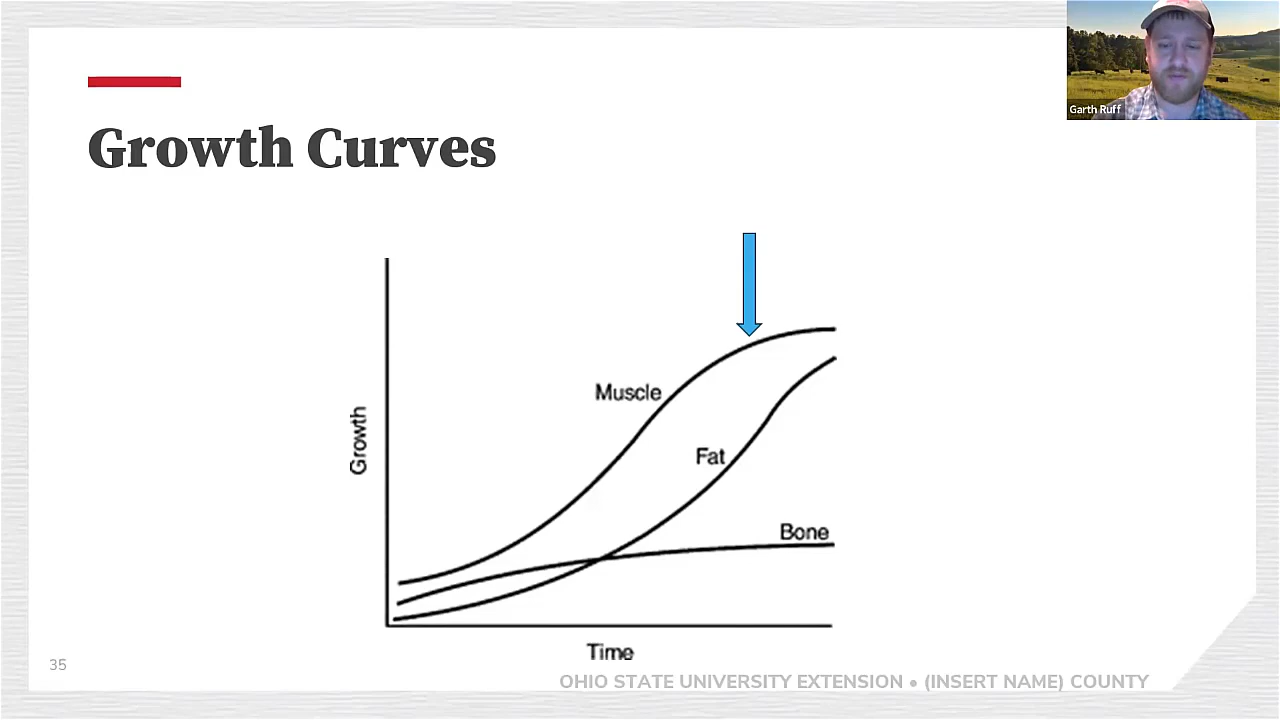 Garth Ruff
Growth Curves
Muscle
Fat
Bone
Growth
Time
35
OHIO STATE UNIVERSITY EXTENSION • (INSERT NAME) COUNTY